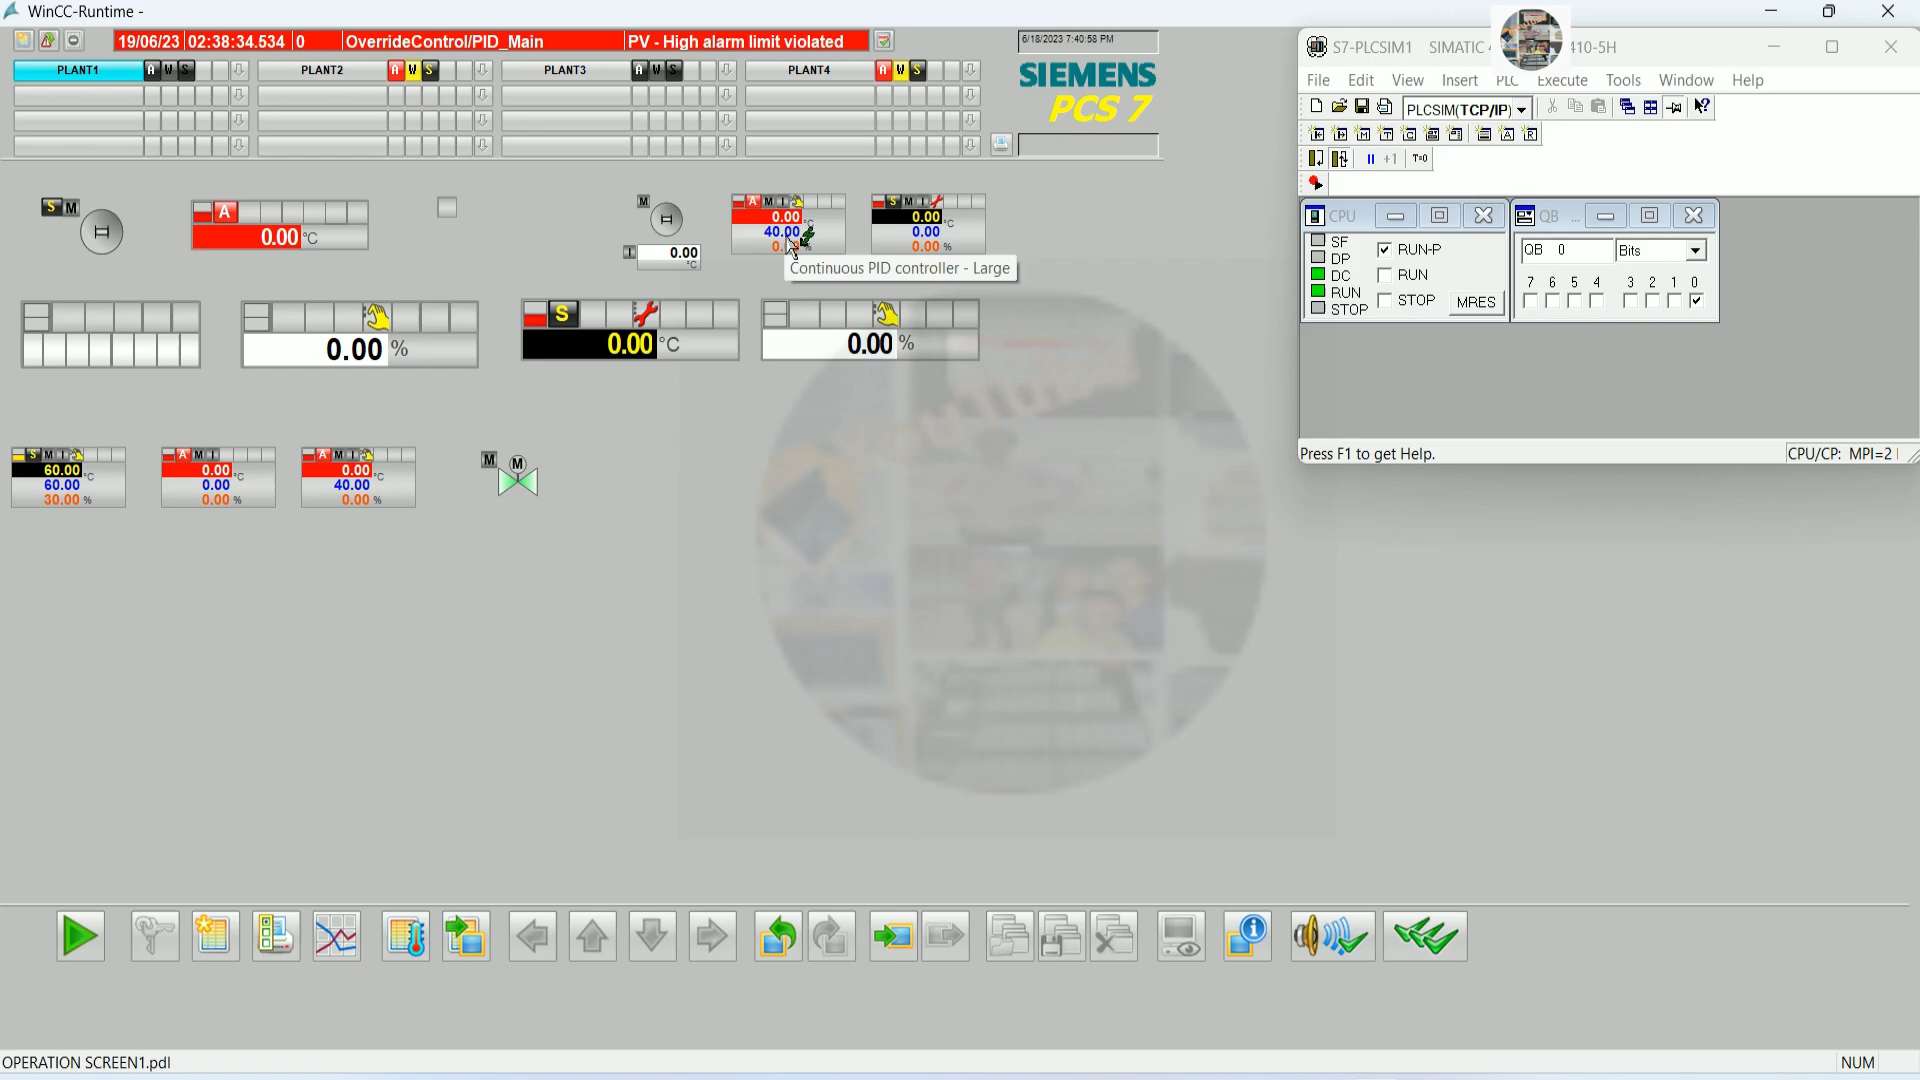 WinCC-Runtime -
19/06/23 02:38:34.534 0 OverrideControl/PID_Main PV - High alarm limit violated
6/18/2023 7:40:58 PM
PLANT1 A W S PLANT2 A W S PLANT3 A W S PLANT4 A W S
SIEMENS
PCS 7
S M
A
0.00 °C
M
I 0.00 °C
A M I
0.00 °C
40.00
0. %
S M I
0.00 °C
0.00
0.00 %
Continuous PID controller - Large
0.00 %
S
0.00 °C
0.00 %
S M I
60.00 °C
60.00
30.00 %
A M I
0.00 °C
0.00
0.00 %
A M I
0.00 °C
40.00
0.00 %
M M
S7-PLCSIM1 SIMATIC 410-5H
File Edit View Insert PLC Execute Tools Window Help
PLCSIM(TCP/IP)
+1 T=0
CPU
SF
DP
DC
RUN
STOP
RUN-P
RUN
STOP
MRES
QB ...
QB 0 Bits
7 6 5 4 3 2 1 0
Press F1 to get Help.
CPU/CP: MPI=2
OPERATION SCREEN1.pdl
NUM